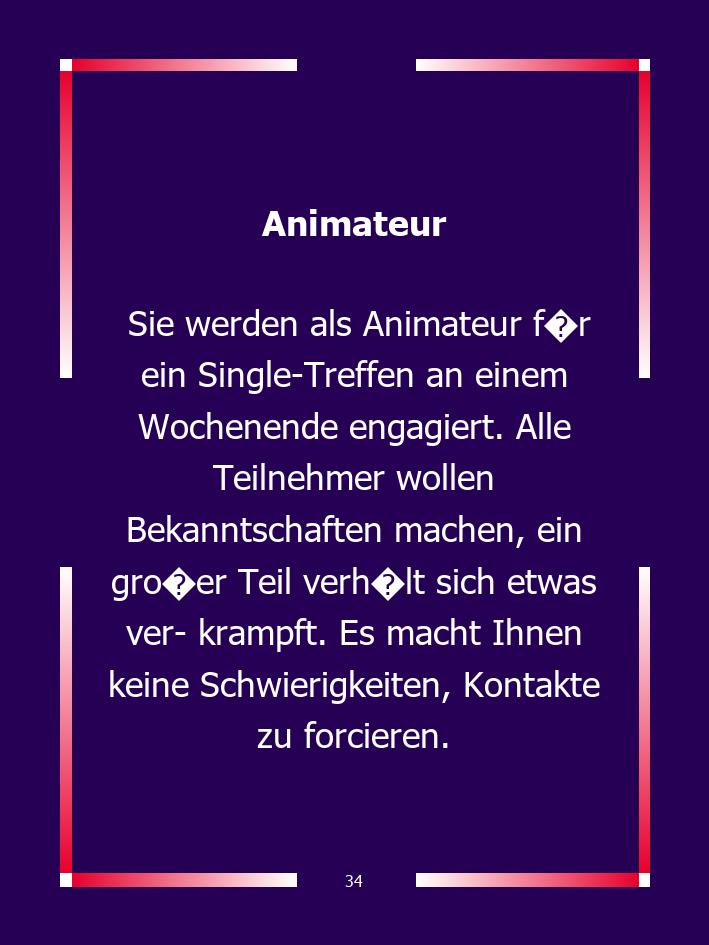 Animateur
Sie werden als Animateur f�r
ein Single-Treffen an einem
Wochenende engagiert. Alle
Teilnehmer wollen
Bekanntschaften machen, ein
gro�er Teil verh�lt sich etwas
ver- krampft. Es macht Ihnen
keine Schwierigkeiten, Kontakte
zu forcieren.
34